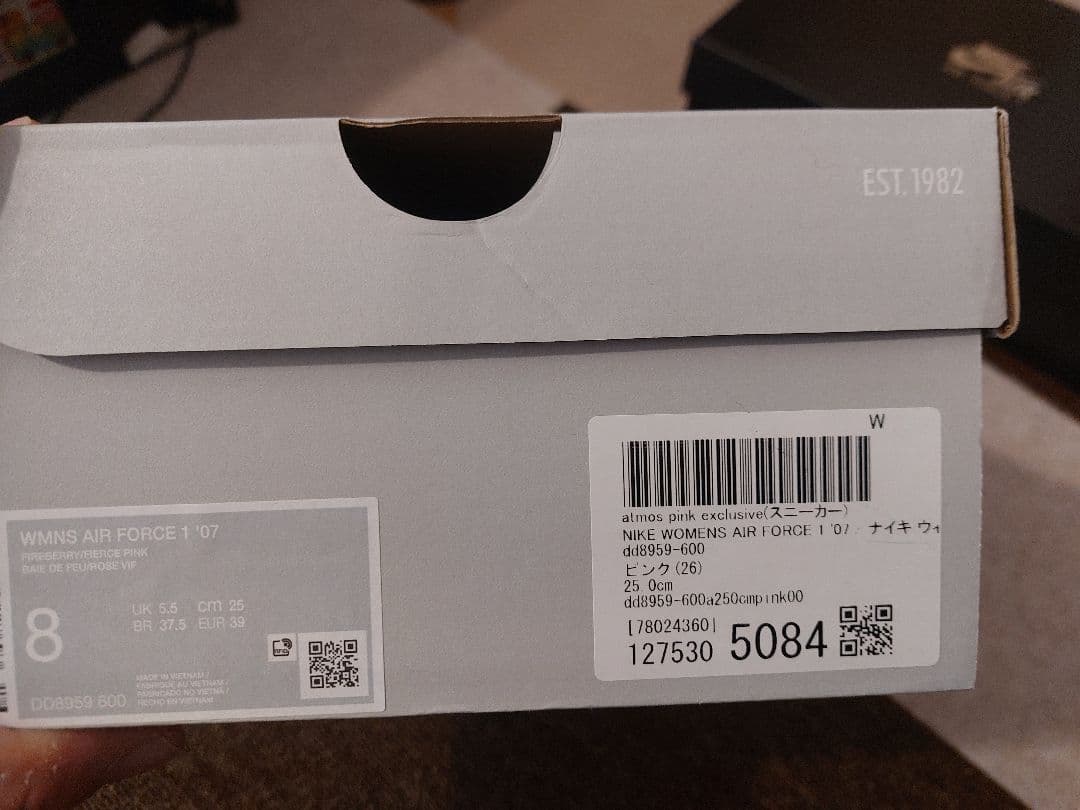 EST.1982
WMNS AIR FORCE 1 '07
FIREBERRY/FIERCE PINK
BAIE DE FEU/ROSE VIF
8
UK 5.5 cm 25
BR 37.5 EUR 39
MADE IN VIETNAM /
FABRIQUÉ AU VIETNAM /
FABRICADO NO VIETNÃ /
HECHO EN VIETNAM
DD8959 600
W
atmos pink exclusive(スニーカー)
NIKE WOMENS AIR FORCE 1 '07 ナイキ ウィ
dd8959-600
ピンク(26)
25.0cm
dd8959-600a250cmpink00
[78024360]
127530 5084